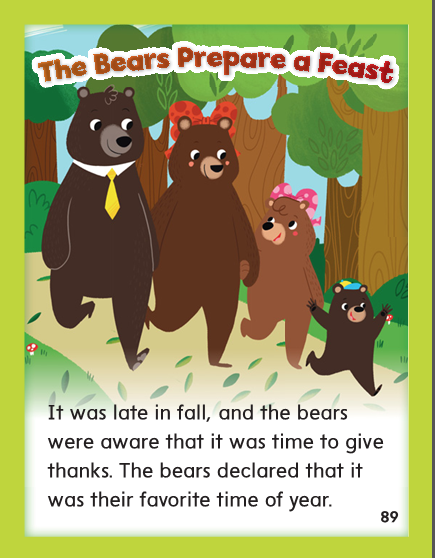 The Bears Prepare a Feast
It was late in fall, and the bears
were aware that it was time to give
thanks. The bears declared that it
was their favorite time of year.
89